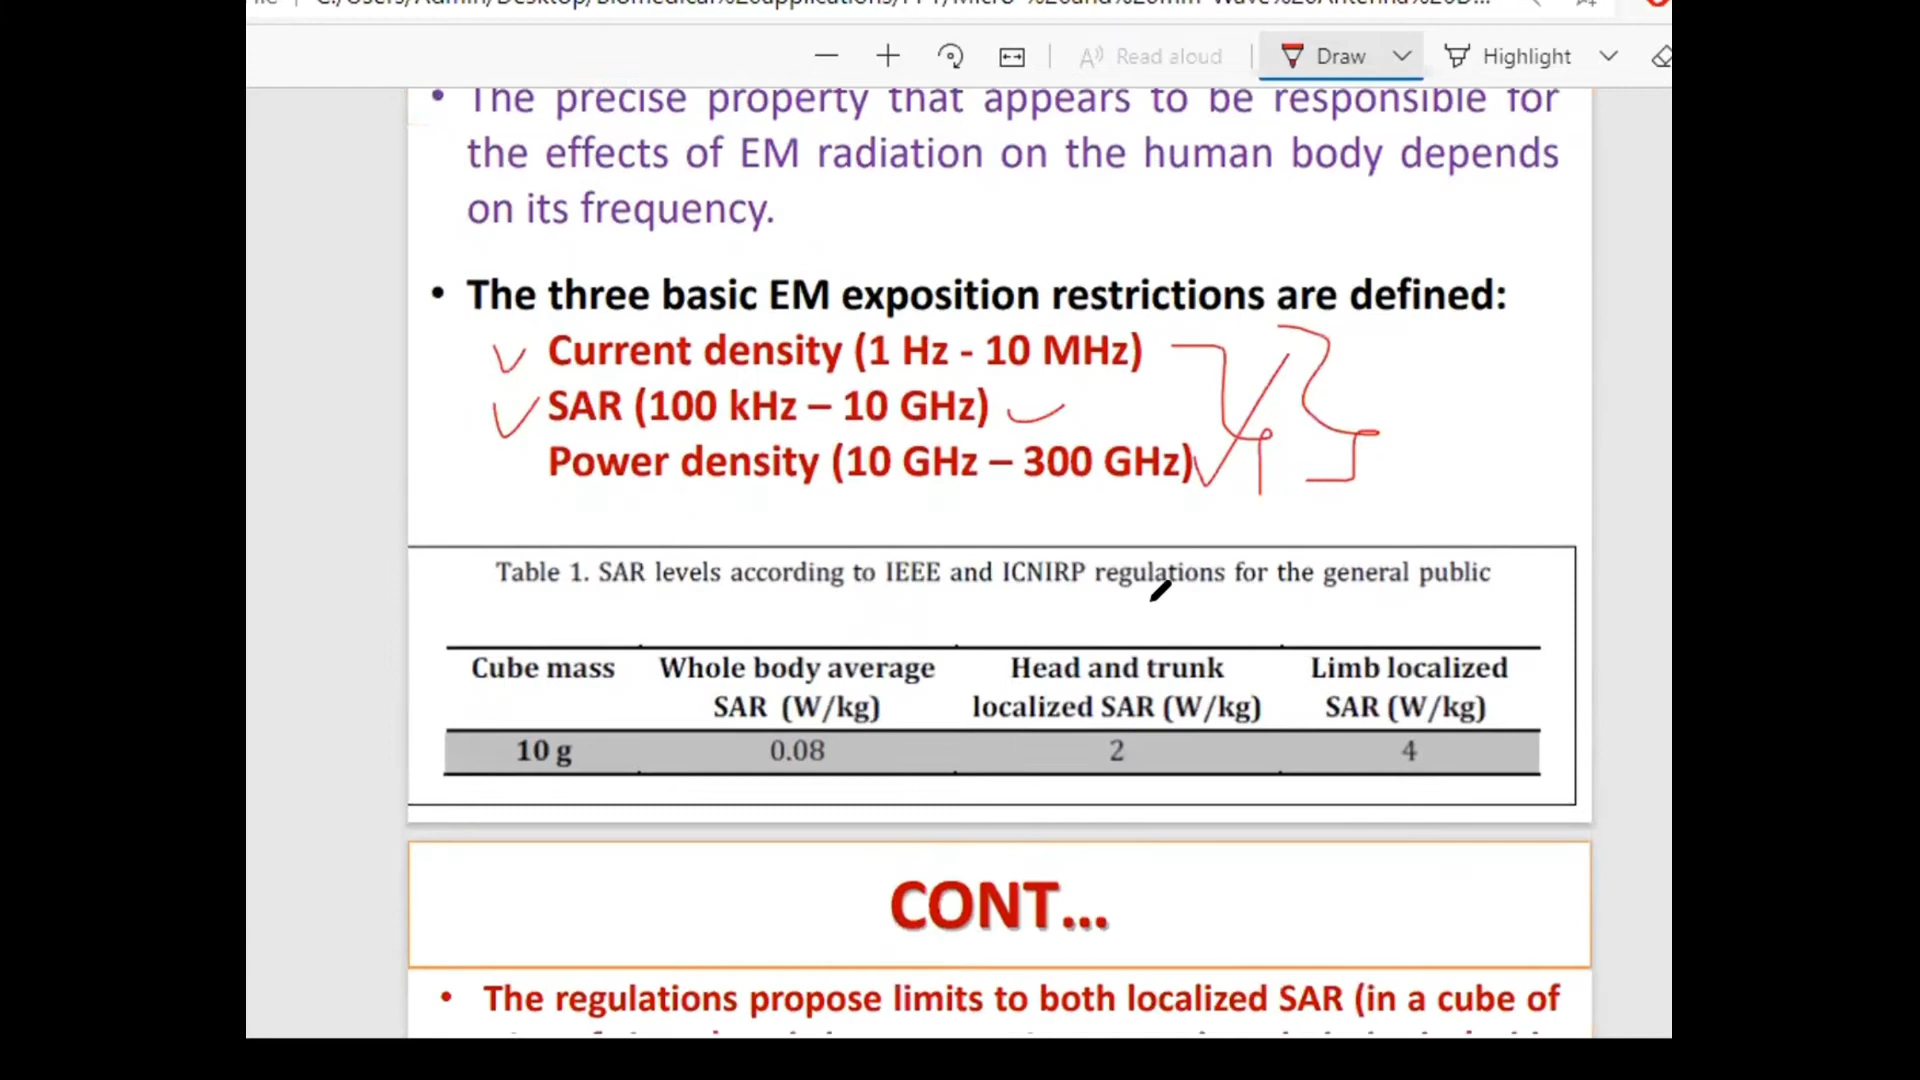 Read aloud
Draw
Highlight
• The precise property that appears to be responsible for
the effects of EM radiation on the human body depends
on its frequency.
• The three basic EM exposition restrictions are defined:
Current density (1 Hz - 10 MHz)
SAR (100 kHz – 10 GHz)
Power density (10 GHz – 300 GHz)
Table 1. SAR levels according to IEEE and ICNIRP regulations for the general public
Cube mass Whole body average Head and trunk Limb localized
SAR (W/kg) localized SAR (W/kg) SAR (W/kg)
10 g 0.08 2 4
CONT...
• The regulations propose limits to both localized SAR (in a cube of